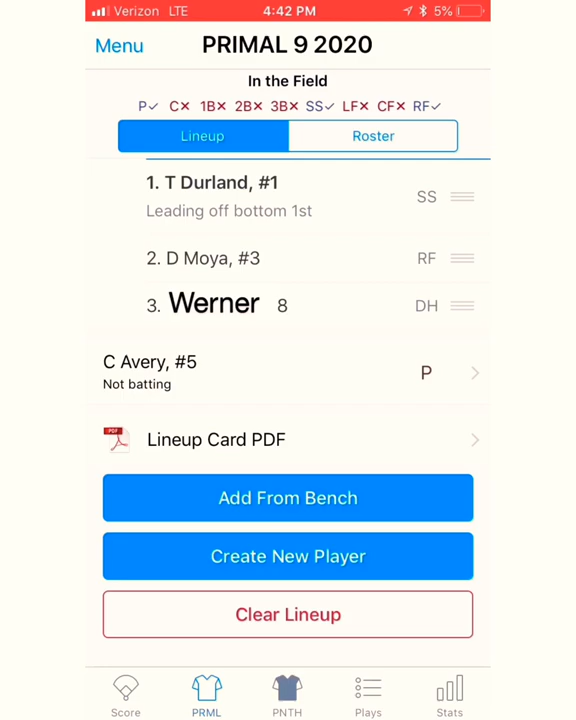 Verizon LTE 4:42 PM 5%
Menu PRIMAL 9 2020
In the Field
P✓ C✕ 1B✕ 2B✕ 3B✕ SS✓ LF✕ CF✕ RF✓
Lineup Roster
1. T Durland, #1 SS
Leading off bottom 1st
2. D Moya, #3 RF
3. Werner 8 DH
C Avery, #5 P
Not batting
PDF Lineup Card PDF
Add From Bench
Create New Player
Clear Lineup
Score PRML PNTH Plays Stats